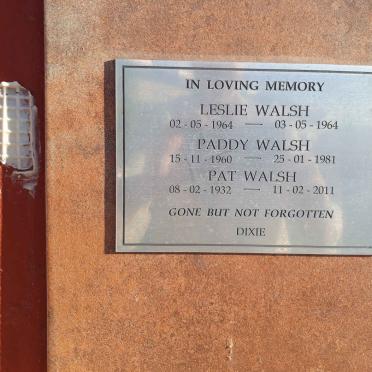 IN LOVING MEMORY
LESLIE WALSH
02 - 05 - 1964 — 03 - 05 - 1964
PADDY WALSH
15 - 11 - 1960 — 25 - 01 - 1981
PAT WALSH
08 - 02 - 1932 — 11 - 02 - 2011
GONE BUT NOT FORGOTTEN
DIXIE